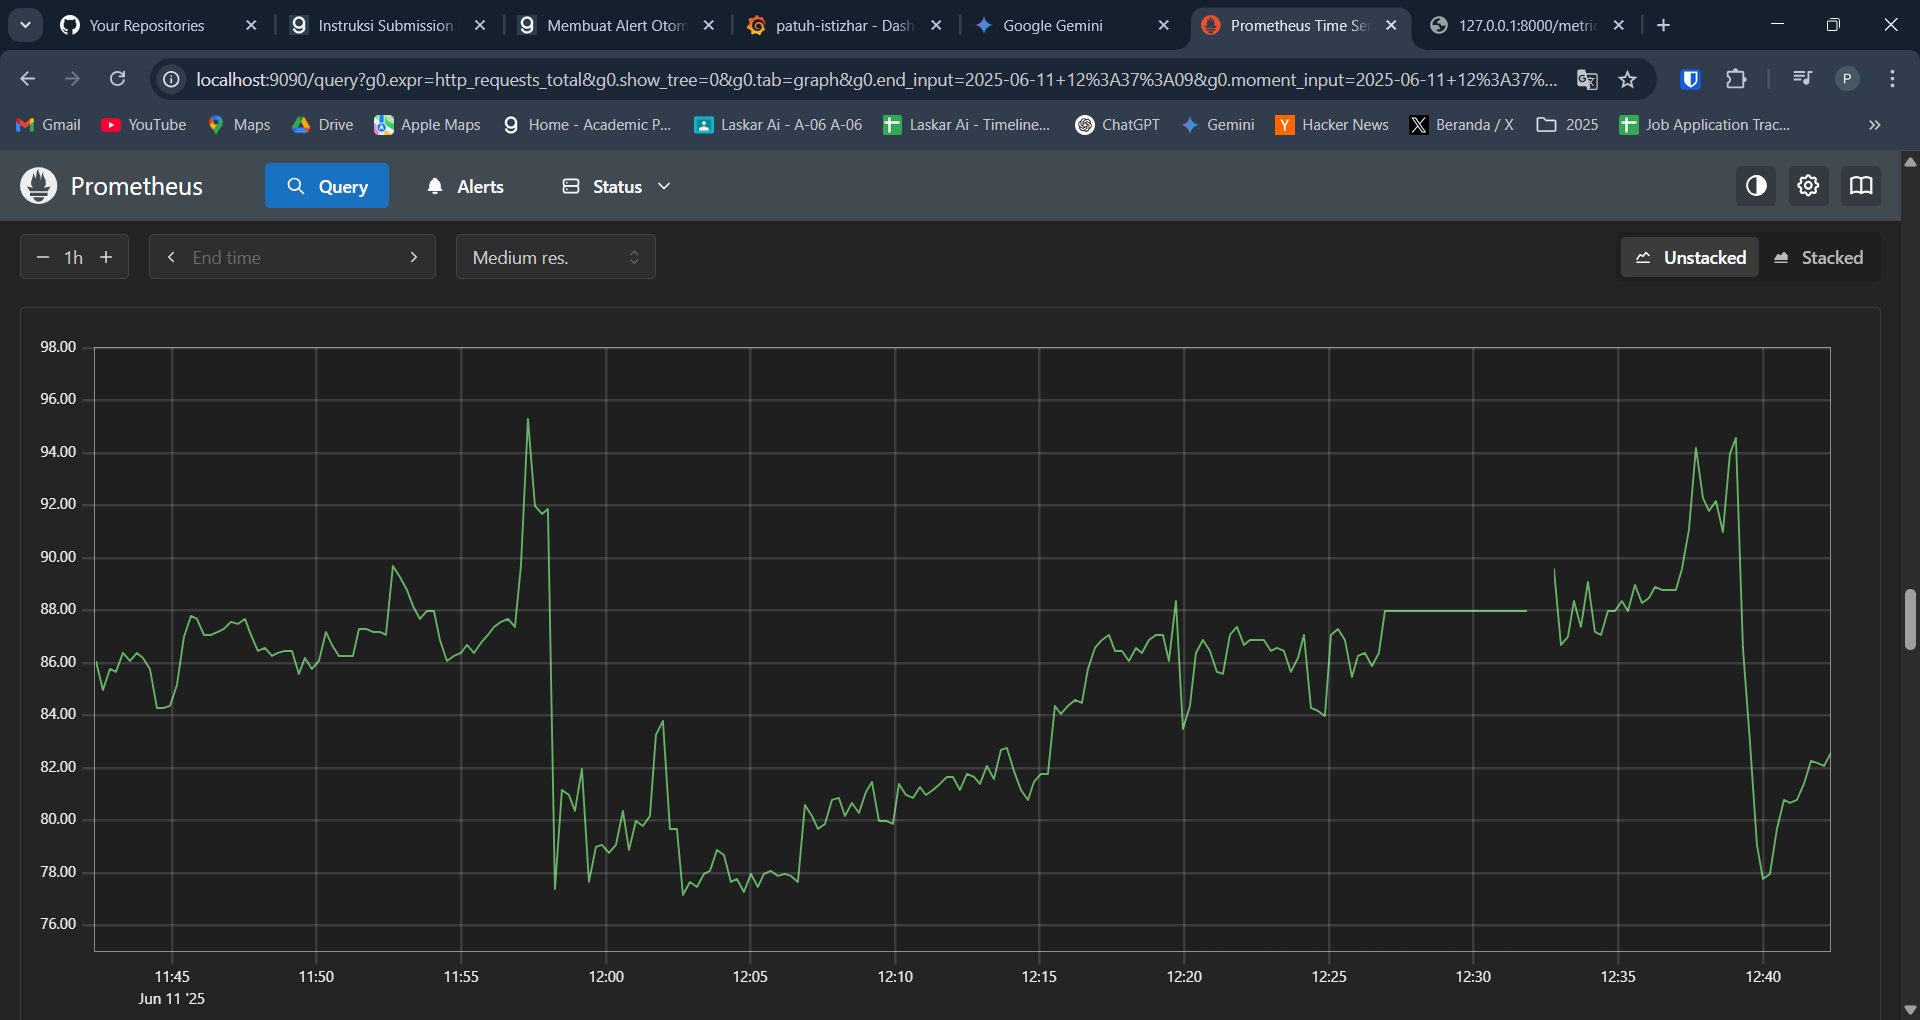 Your Repositories
Instruksi Submission
Membuat Alert Otom
patuh-istizhar - Dash
Google Gemini
Prometheus Time Se
127.0.0.1:8000/metri
localhost:9090/query?g0.expr=http_requests_total&g0.show_tree=0&g0.tab=graph&g0.end_input=2025-06-11+12%3A37%3A09&g0.moment_input=2025-06-11+12%3A37%...
P
Gmail
YouTube
Maps
Drive
Apple Maps
Home - Academic P...
Laskar Ai - A-06 A-06
Laskar Ai - Timeline...
ChatGPT
Gemini
Hacker News
Beranda / X
2025
Job Application Trac...
Prometheus
Query
Alerts
Status
1h
End time
Medium res.
Unstacked
Stacked
98.00
96.00
94.00
92.00
90.00
88.00
86.00
84.00
82.00
80.00
78.00
76.00
11:45
11:50
11:55
12:00
12:05
12:10
12:15
12:20
12:25
12:30
12:35
12:40
Jun 11 '25